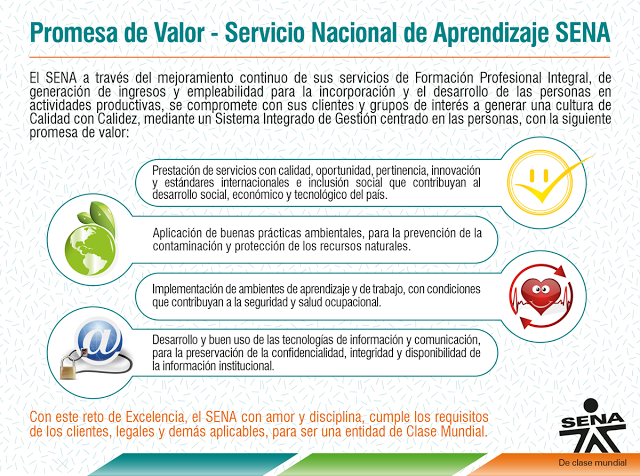 Promesa de Valor - Servicio Nacional de Aprendizaje SENA
El SENA a través del mejoramiento continuo de sus servicios de Formación Profesional Integral, de
generación de ingresos y empleabilidad para la incorporación y el desarrollo de las personas en
actividades productivas, se compromete con sus clientes y grupos de interés a generar una cultura de
Calidad con Calidez, mediante un Sistema Integrado de Gestión centrado en las personas, con la siguiente
promesa de valor:
Prestación de servicios con calidad, oportunidad, pertinencia, innovación
y estándares internacionales e inclusión social que contribuyan al
desarrollo social, económico y tecnológico del país.
Aplicación de buenas prácticas ambientales, para la prevención de la
contaminación y protección de los recursos naturales.
Implementación de ambientes de aprendizaje y de trabajo, con condiciones
que contribuyan a la seguridad y salud ocupacional.
@
Desarrollo y buen uso de las tecnologías de información y comunicación,
para la preservación de la confidencialidad, integridad y disponibilidad de
la información institucional.
Con este reto de Excelencia, el SENA con amor y disciplina, cumple los requisitos
de los clientes, legales y demás aplicables, para ser una entidad de Clase Mundial.
SENA
De clase mundial